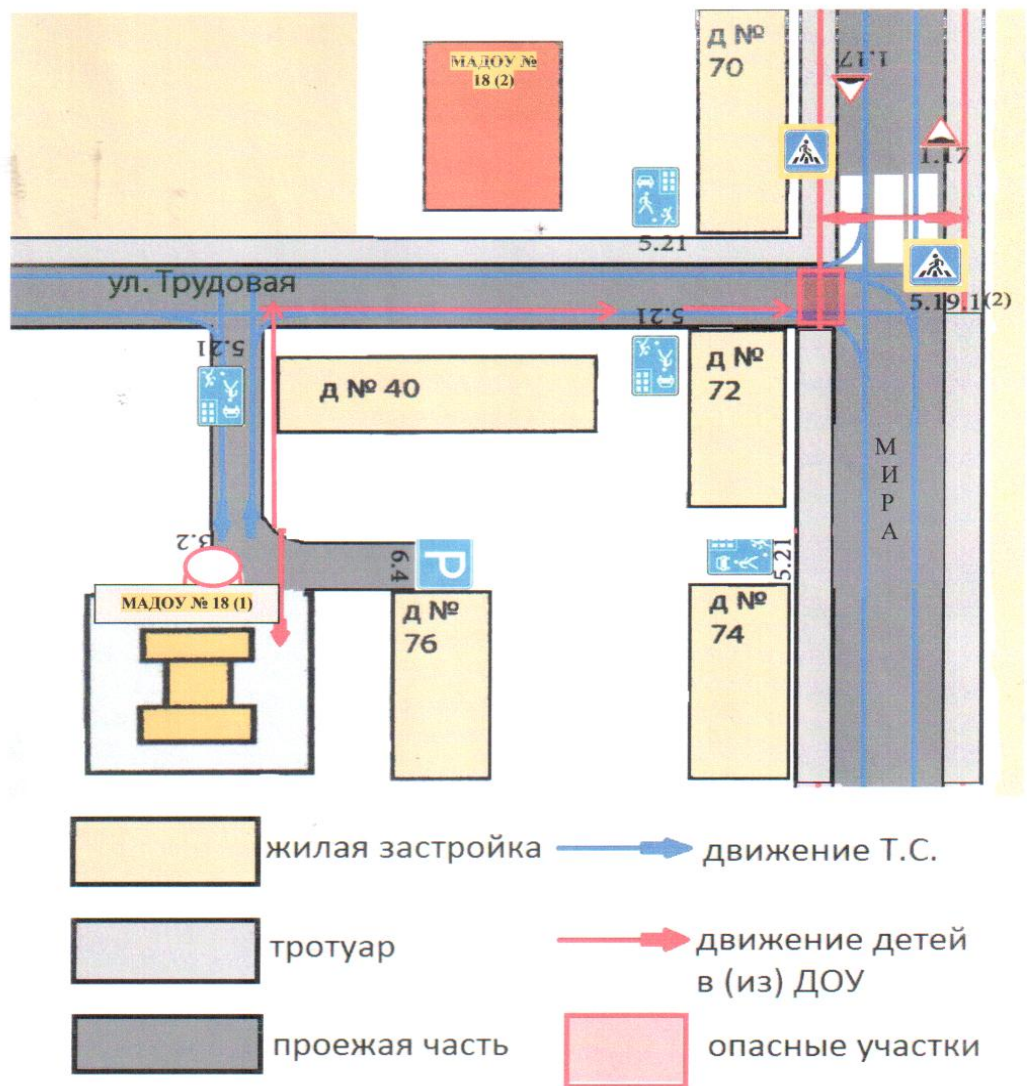 д №
70
МАДОУ №
18 (2)
1.17
1.17
5.21
ул. Трудовая
5.19.1(2)
5.21
5.21
д № 40
д №
72
МИРА
3.2
6.4
P
5.21
МАДОУ № 18 (1)
д №
76
д №
74
жилая застройка
движение Т.С.
тротуар
движение детей
в (из) ДОУ
проежая часть
опасные участки